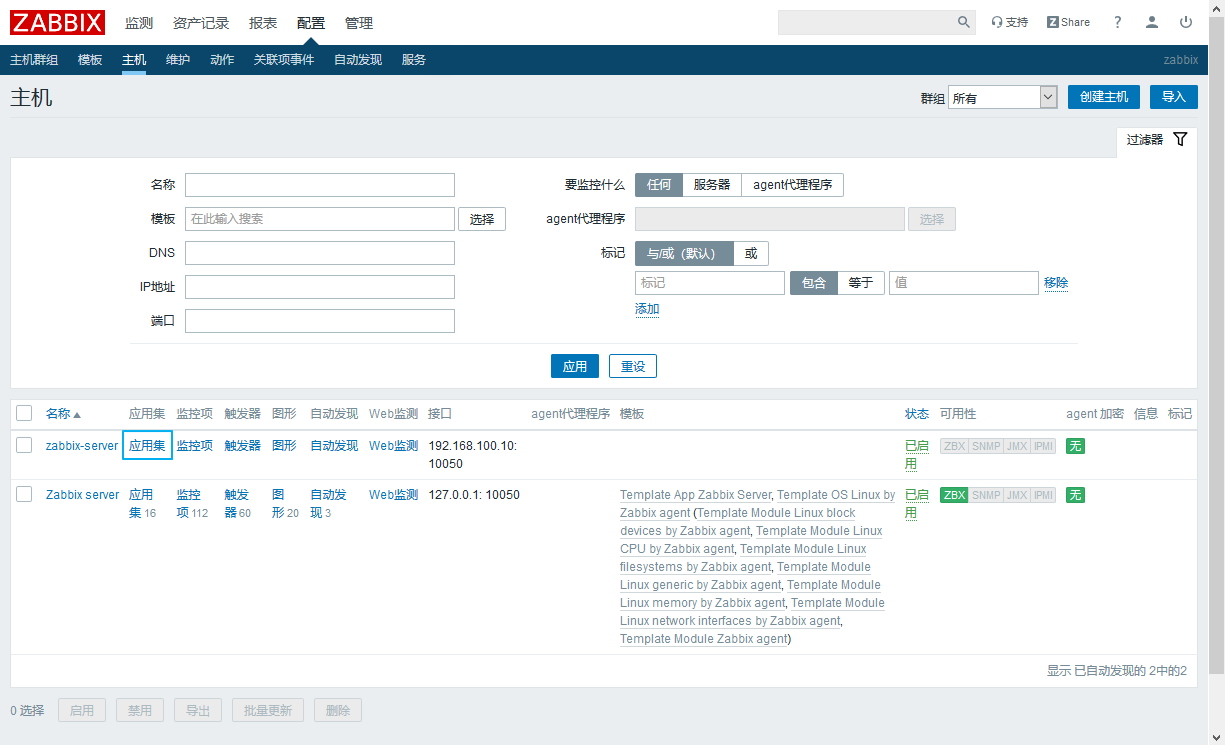 ZABBIX 监测 资产记录 报表 配置 管理 支持 Z Share ?
主机群组 模板 主机 维护 动作 关联项事件 自动发现 服务 zabbix
主机 群组 所有 创建主机 导入
过滤器
名称 要监控什么 任何 服务器 agent代理程序
模板 在此输入搜索 选择 agent代理程序 选择
DNS 标记 与/或（默认） 或
IP地址 标记 包含 等于 值 移除
添加
端口
应用 重设
名称 应用集 监控项 触发器 图形 自动发现 Web监测 接口 agent代理程序 模板 状态 可用性 agent 加密 信息 标记
zabbix-server 应用集 监控项 触发器 图形 自动发现 Web监测 192.168.100.10: 已启 ZBX SNMP JMX IPMI 无
10050 用
Zabbix server 应用 监控 触发 图 自动发 Web监测 127.0.0.1: 10050 Template App Zabbix Server, Template OS Linux by 已启 ZBX SNMP JMX IPMI 无
集 16 项 112 器 60 形 20 现 3 Zabbix agent (Template Module Linux block 用
devices by Zabbix agent, Template Module Linux
CPU by Zabbix agent, Template Module Linux
filesystems by Zabbix agent, Template Module
Linux generic by Zabbix agent, Template Module
Linux memory by Zabbix agent, Template Module
Linux network interfaces by Zabbix agent,
Template Module Zabbix agent)
显示 已自动发现的 2中的2
0 选择 启用 禁用 导出 批量更新 删除